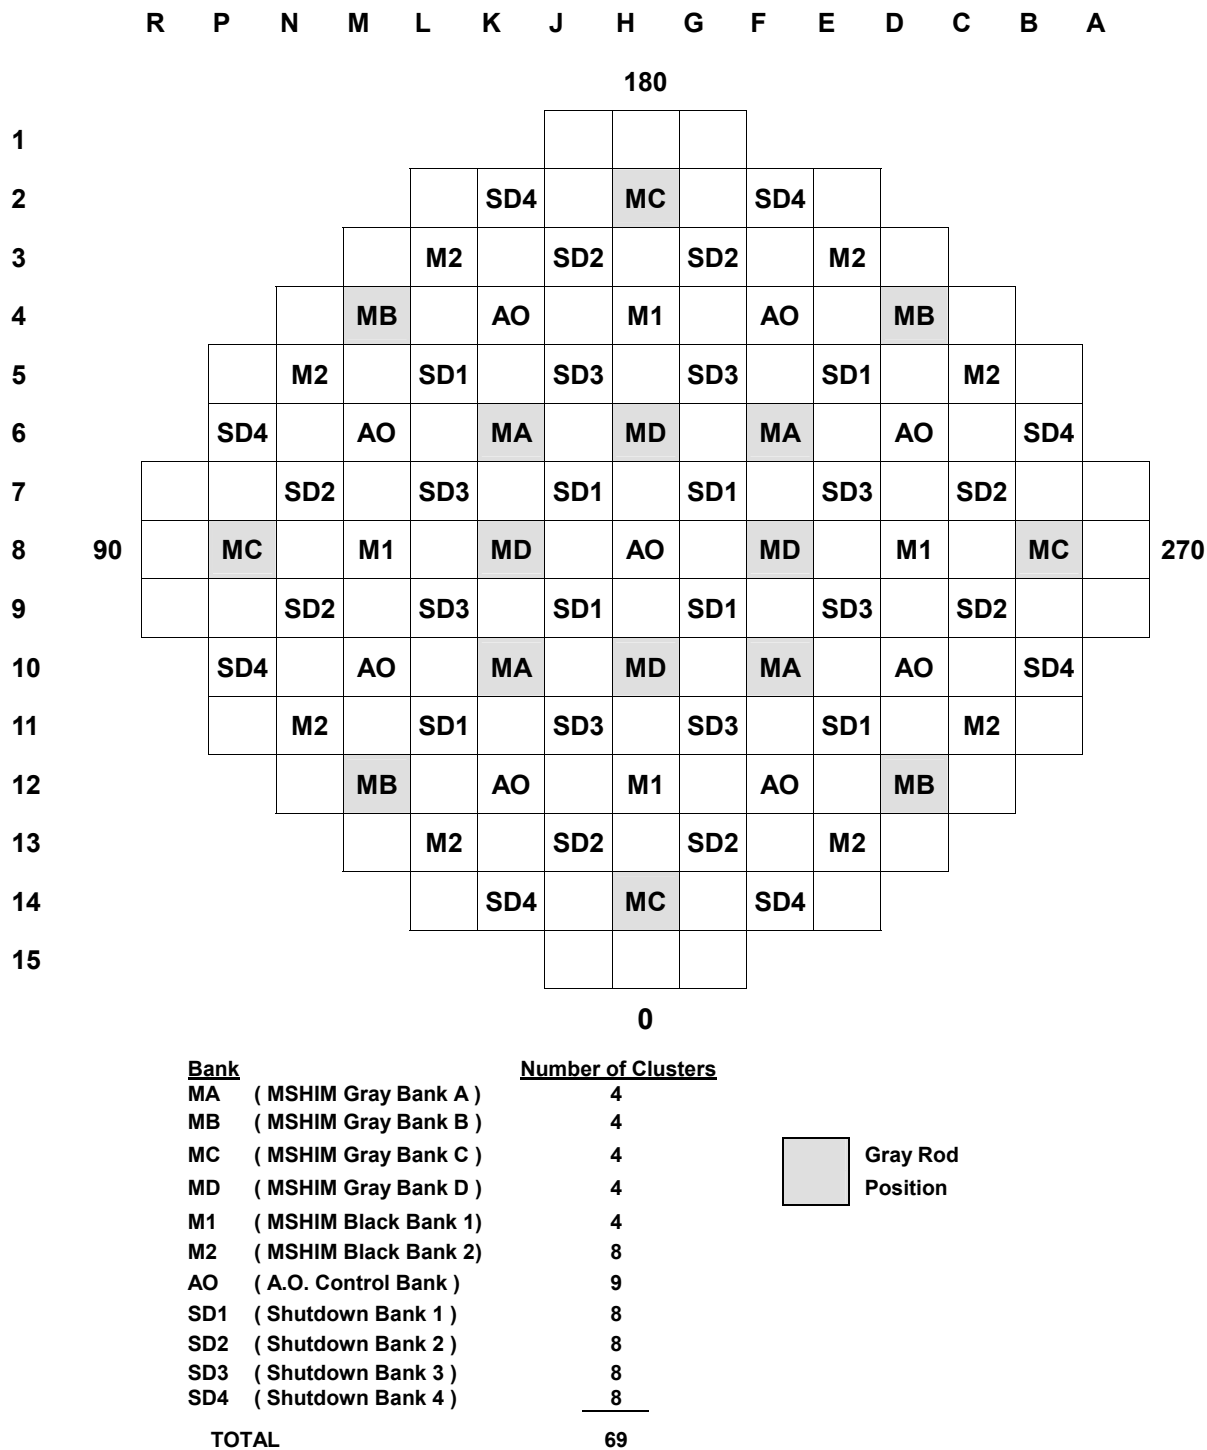 R P N M L K J H G F E D C B A
180
1
2 SD4 MC SD4
3 M2 SD2 SD2 M2
4 MB AO M1 AO MB
5 M2 SD1 SD3 SD3 SD1 M2
6 SD4 AO MA MD MA AO SD4
7 SD2 SD3 SD1 SD1 SD3 SD2
8 90 MC M1 MD AO MD M1 MC 270
9 SD2 SD3 SD1 SD1 SD3 SD2
10 SD4 AO MA MD MA AO SD4
11 M2 SD1 SD3 SD3 SD1 M2
12 MB AO M1 AO MB
13 M2 SD2 SD2 M2
14 SD4 MC SD4
15
0
Bank Number of Clusters
MA ( MSHIM Gray Bank A ) 4
MB ( MSHIM Gray Bank B ) 4
MC ( MSHIM Gray Bank C ) 4
MD ( MSHIM Gray Bank D ) 4
M1 ( MSHIM Black Bank 1) 4
M2 ( MSHIM Black Bank 2) 8
AO ( A.O. Control Bank ) 9
SD1 ( Shutdown Bank 1 ) 8
SD2 ( Shutdown Bank 2 ) 8
SD3 ( Shutdown Bank 3 ) 8
SD4 ( Shutdown Bank 4 ) 8
TOTAL 69
Gray Rod
Position